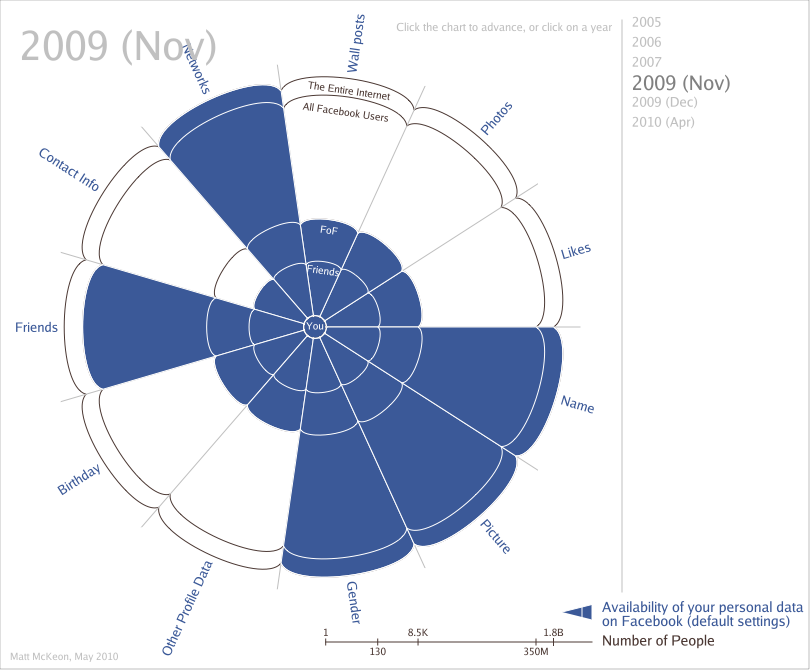 2009 (Nov)
Click the chart to advance, or click on a year
2005
2006
2007
2009 (Nov)
2009 (Dec)
2010 (Apr)
Wall posts
Networks
Photos
The Entire Internet
All Facebook Users
Contact Info
Likes
FoF
Friends
You
Friends
Name
Birthday
Picture
Other Profile Data
Gender
Availability of your personal data
on Facebook (default settings)
1
8.5K
1.8B
Number of People
130
350M
Matt McKeon, May 2010